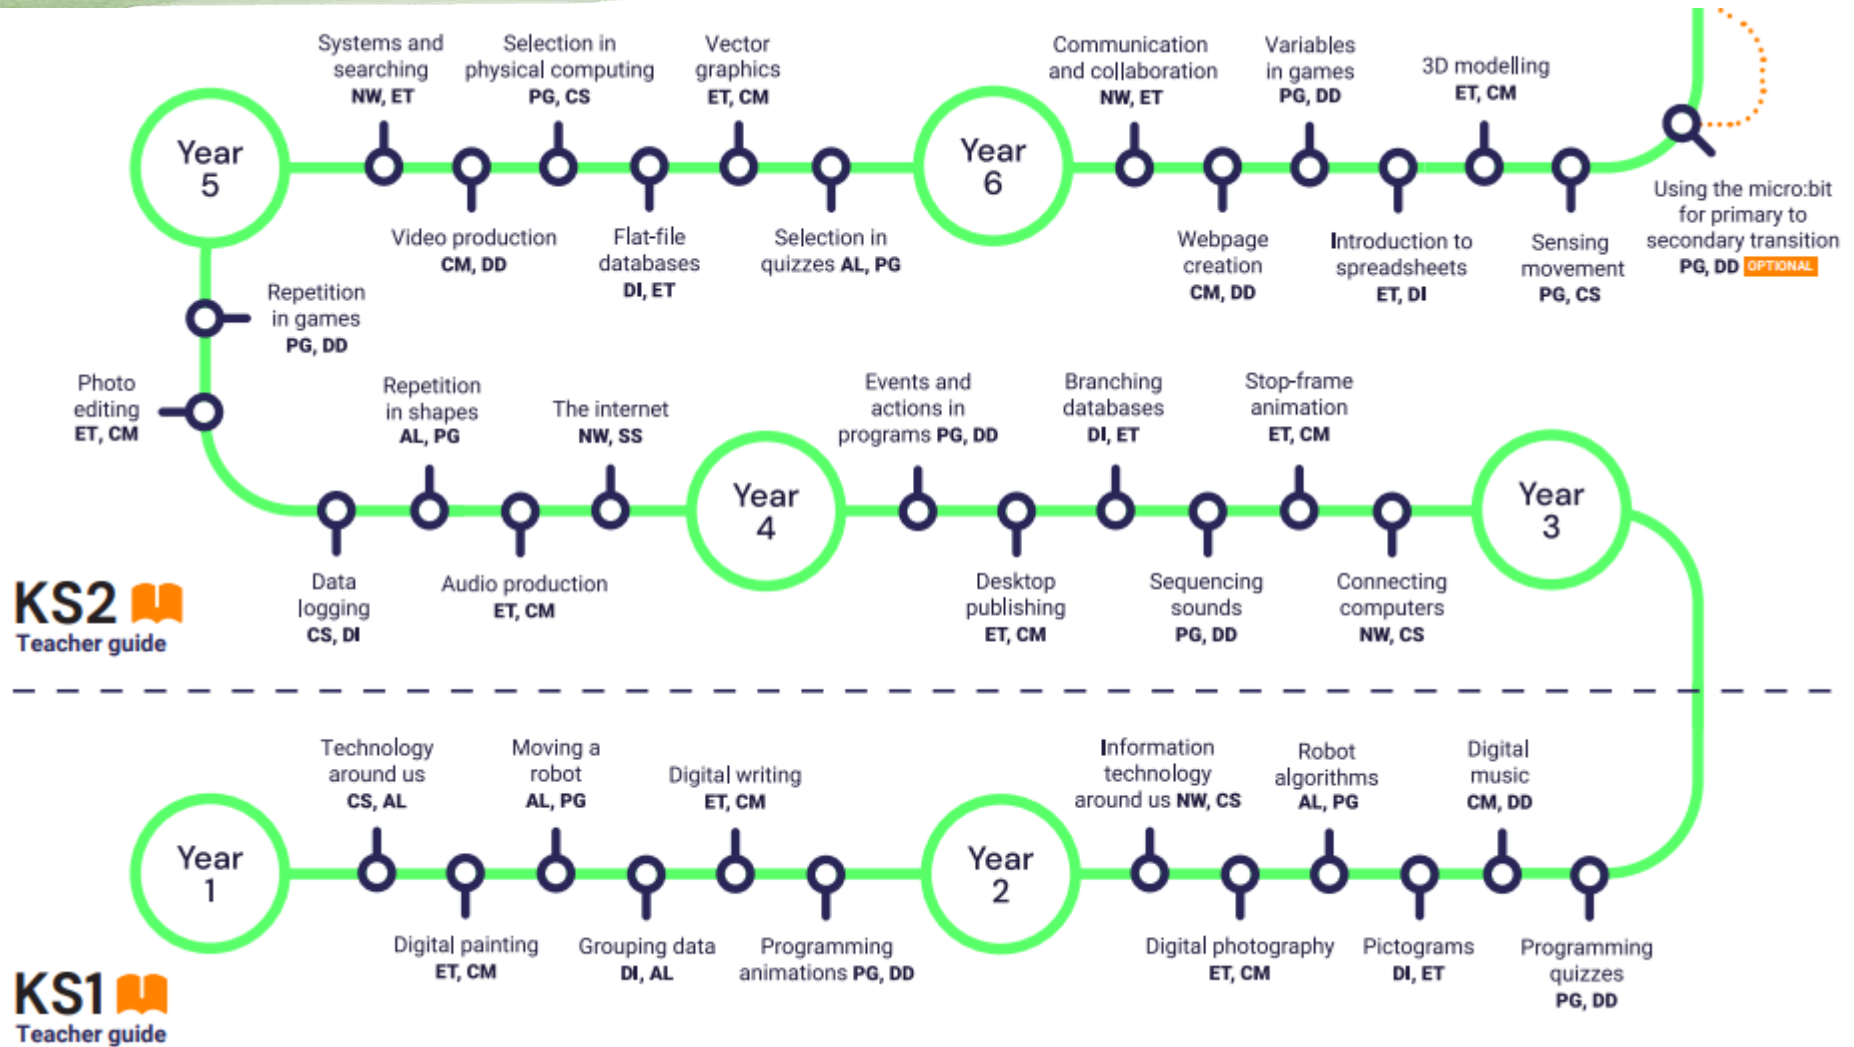 Systems and
searching
NW, ET
Selection in
physical computing
PG, CS
Vector
graphics
ET, CM
Communication
and collaboration
NW, ET
Variables
in games
PG, DD
3D modelling
ET, CM
Year
5
Year
6
Video production
CM, DD
Flat-file
databases
DI, ET
Selection in
quizzes AL, PG
Webpage
creation
CM, DD
Introduction to
spreadsheets
ET, DI
Sensing
movement
PG, CS
Using the micro:bit
for primary to
secondary transition
PG, DD OPTIONAL
Repetition
in games
PG, DD
Photo
editing
ET, CM
Repetition
in shapes
AL, PG
The internet
NW, SS
Events and
actions in
programs PG, DD
Branching
databases
DI, ET
Stop-frame
animation
ET, CM
Year
4
Year
3
Data
logging
CS, DI
Audio production
ET, CM
Desktop
publishing
ET, CM
Sequencing
sounds
PG, DD
Connecting
computers
NW, CS
KS2
Teacher guide
Technology
around us
CS, AL
Moving a
robot
AL, PG
Digital writing
ET, CM
Information
technology
around us NW, CS
Robot
algorithms
AL, PG
Digital
music
CM, DD
Year
1
Year
2
Digital painting
ET, CM
Grouping data
DI, AL
Programming
animations PG, DD
Digital photography
ET, CM
Pictograms
DI, ET
Programming
quizzes
PG, DD
KS1
Teacher guide